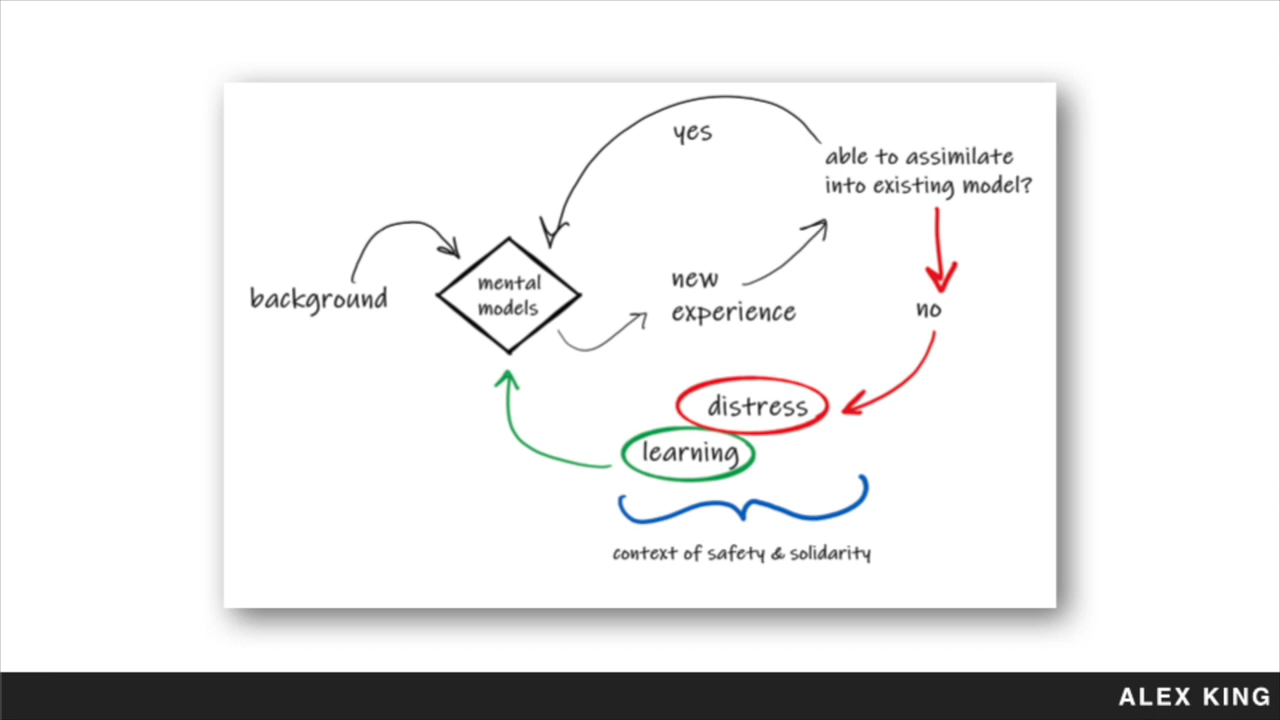 yes
able to assimilate
into existing model?
background
mental
models
new
experience
no
distress
learning
context of safety & solidarity
ALEX KING